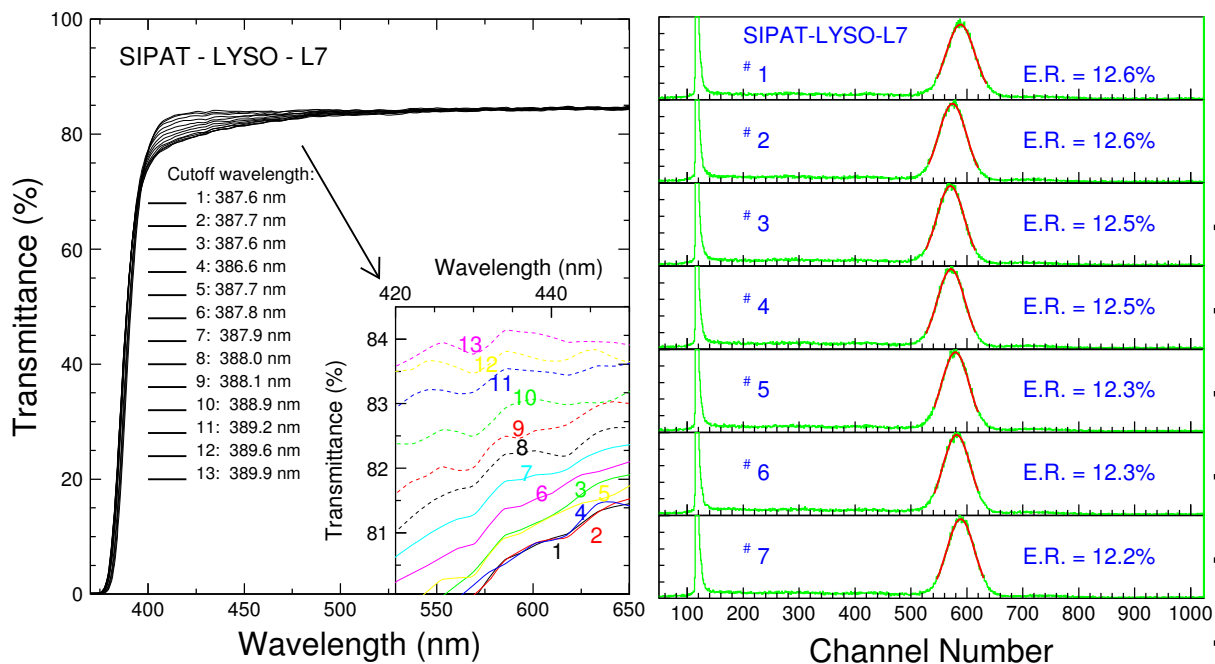 SIPAT - LYSO - L7
Transmittance (%)
100
80
60
40
20
0
Cutoff wavelength:
1: 387.6 nm
2: 387.7 nm
3: 387.6 nm
4: 386.6 nm
5: 387.7 nm
6: 387.8 nm
7: 387.9 nm
8: 388.0 nm
9: 388.1 nm
10: 388.9 nm
11: 389.2 nm
12: 389.6 nm
13: 389.9 nm
Wavelength (nm)
420 440
Transmittance (%)
84
83
82
81
13
12
11
10
9
8
7
6
3
5
4
2
1
400 450 500 550 600 650
Wavelength (nm)
SIPAT-LYSO-L7
# 1 E.R. = 12.6%
# 2 E.R. = 12.6%
# 3 E.R. = 12.5%
# 4 E.R. = 12.5%
# 5 E.R. = 12.3%
# 6 E.R. = 12.3%
# 7 E.R. = 12.2%
100 200 300 400 500 600 700 800 900 1000
Channel Number